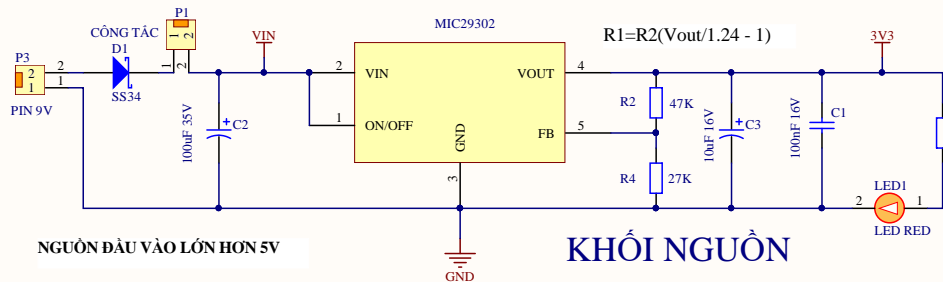 MIC29302
R1=R2(Vout/1.24 - 1)
P1
CÔNG TẮC
VIN
3V3
D1
P3
1
2
2
2
1
1
2
VIN
VOUT
4
SS34
PIN 9V
R2
47K
100uF 35V
C2
1
ON/OFF
GND
FB
5
10uF 16V
C3
100nF 16V
C1
3
R4
27K
LED1
2
1
LED RED
NGUỒN ĐẦU VÀO LỚN HƠN 5V
KHỐI NGUỒN
GND